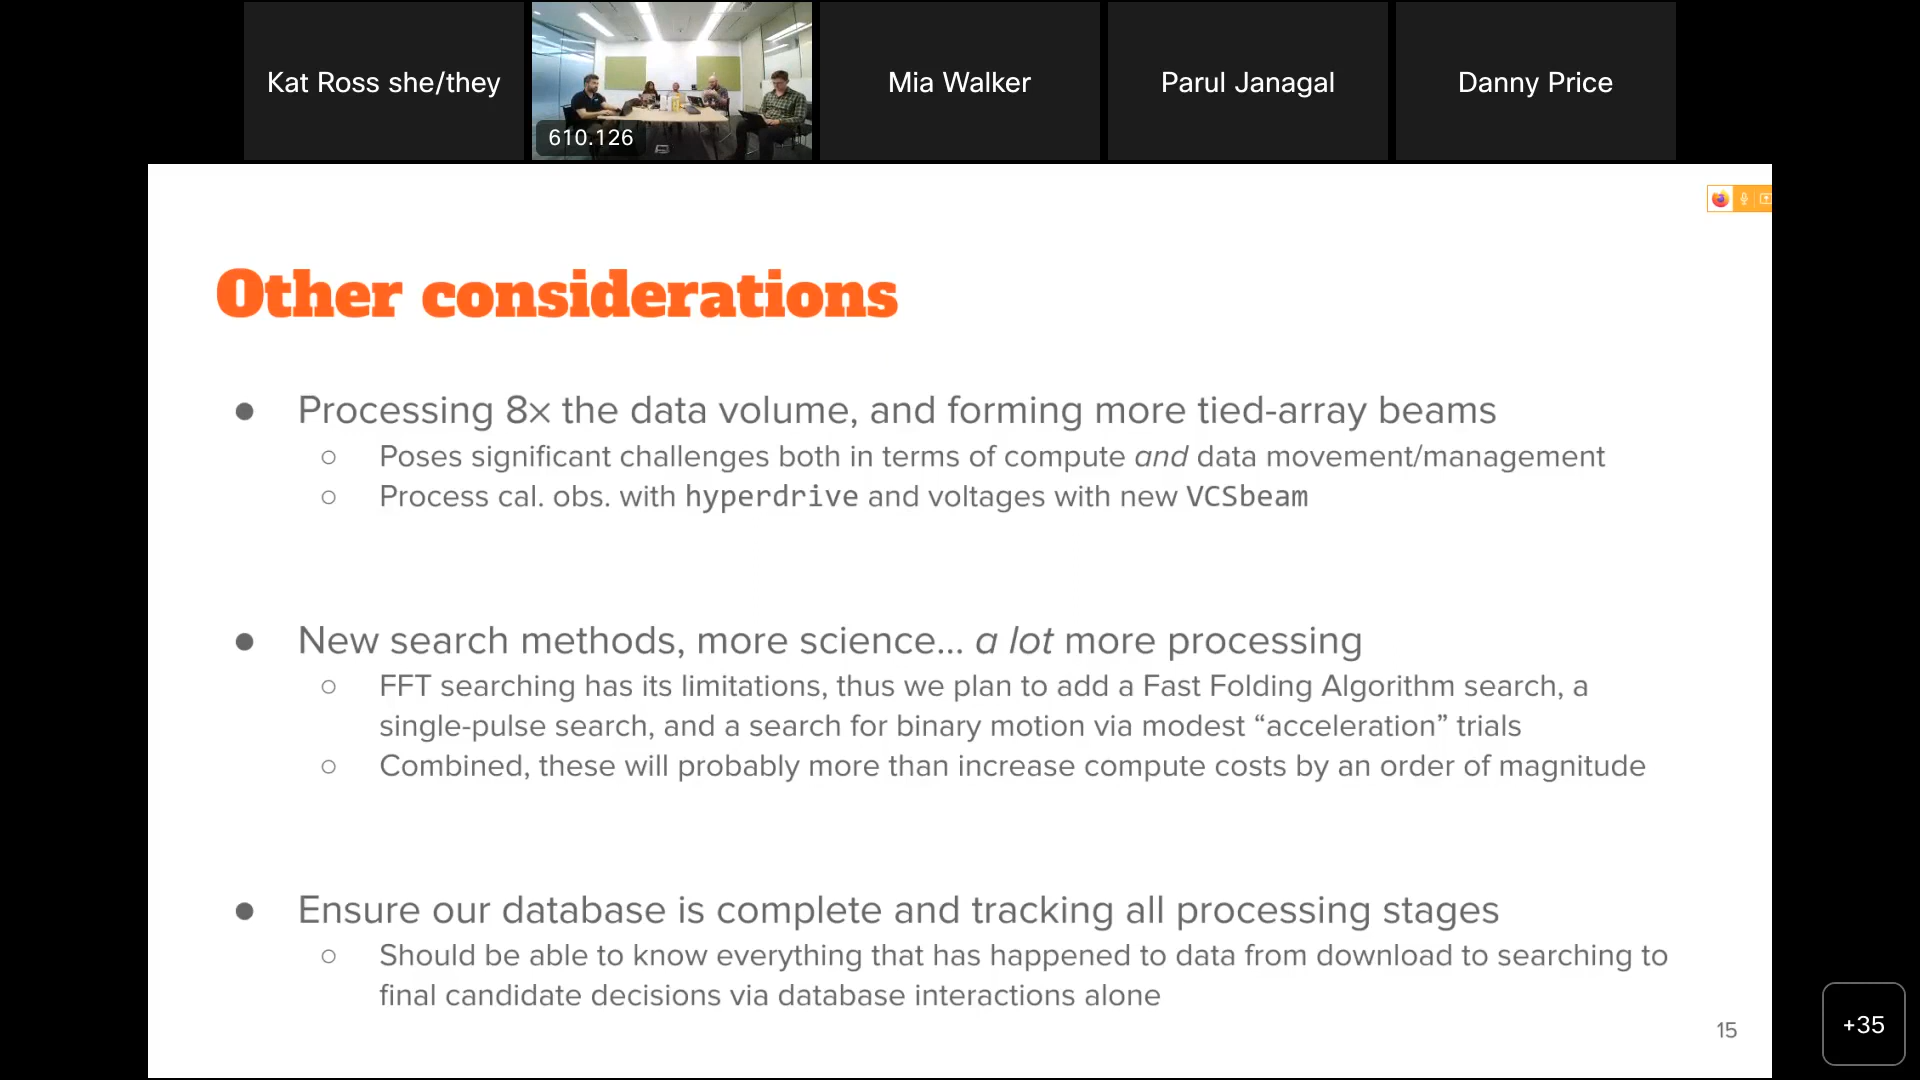 Kat Ross she/they
610.126
Mia Walker
Parul Janagal
Danny Price
Other considerations
● Processing 8× the data volume, and forming more tied-array beams
○ Poses significant challenges both in terms of compute and data movement/management
○ Process cal. obs. with hyperdrive and voltages with new VCSbeam
● New search methods, more science... a lot more processing
○ FFT searching has its limitations, thus we plan to add a Fast Folding Algorithm search, a
single-pulse search, and a search for binary motion via modest “acceleration” trials
○ Combined, these will probably more than increase compute costs by an order of magnitude
● Ensure our database is complete and tracking all processing stages
○ Should be able to know everything that has happened to data from download to searching to
final candidate decisions via database interactions alone
15
+35